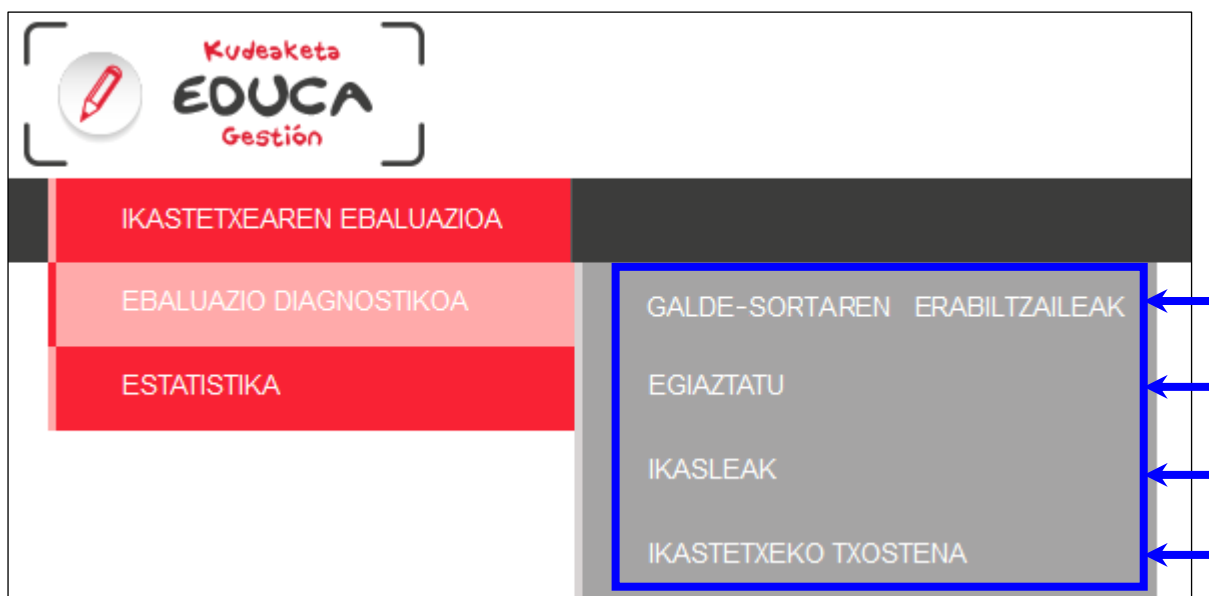 Kudeaketa
EDUCA
Gestión
IKASTETXEAREN EBALUAZIOA
EBALUAZIO DIAGNOSTIKOA
ESTATISTIKA
GALDE-SORTAREN ERABILTZAILEAK
EGIAZTATU
IKASLEAK
IKASTETXEKO TXOSTENA